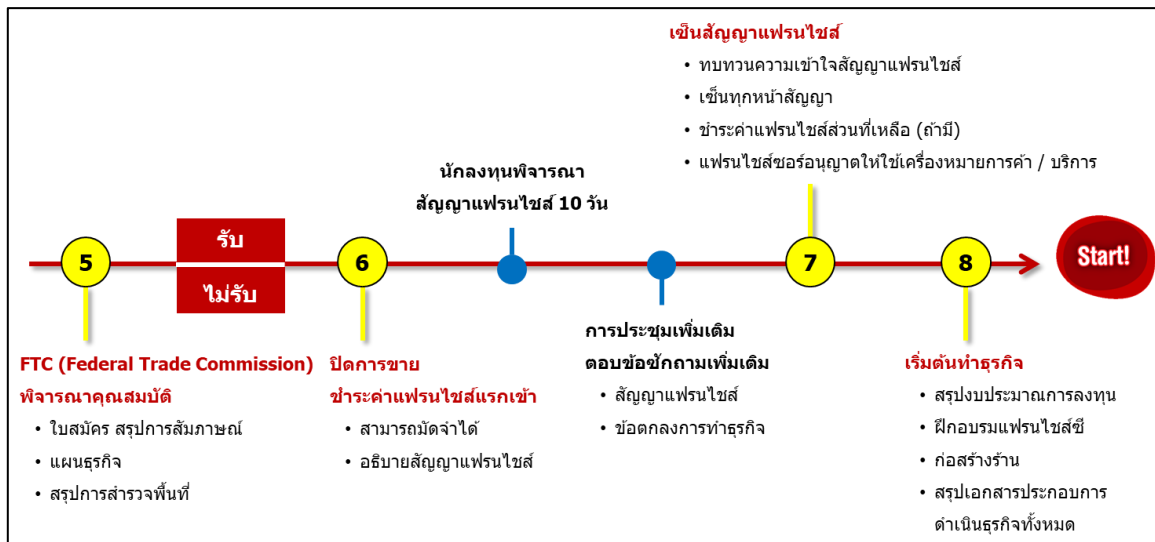 เซ็นสัญญาแฟรนไชส์
• ทบทวนความเข้าใจสัญญาแฟรนไชส์
• เซ็นทุกหน้าสัญญา
• ชำระค่าแฟรนไชส์ส่วนที่เหลือ (ถ้ามี)
• แฟรนไชส์ซอร์อนุญาตให้ใช้เครื่องหมายการค้า / บริการ
นักลงทุนพิจารณา
สัญญาแฟรนไชส์ 10 วัน
5
รับ
ไม่รับ
6
7
8
Start!
FTC (Federal Trade Commission)
พิจารณาคุณสมบัติ
• ใบสมัคร สรุปการสัมภาษณ์
• แผนธุรกิจ
• สรุปการสำรวจพื้นที่
ปิดการขาย
ชำระค่าแฟรนไชส์แรกเข้า
• สามารถมัดจำได้
• อธิบายสัญญาแฟรนไชส์
การประชุมเพิ่มเติม
ตอบข้อซักถามเพิ่มเติม
• สัญญาแฟรนไชส์
• ข้อตกลงการทำธุรกิจ
เริ่มต้นทำธุรกิจ
• สรุปงบประมาณการลงทุน
• ฝึกอบรมแฟรนไชส์ซี
• ก่อสร้างร้าน
• สรุปเอกสารประกอบการ
ดำเนินธุรกิจทั้งหมด